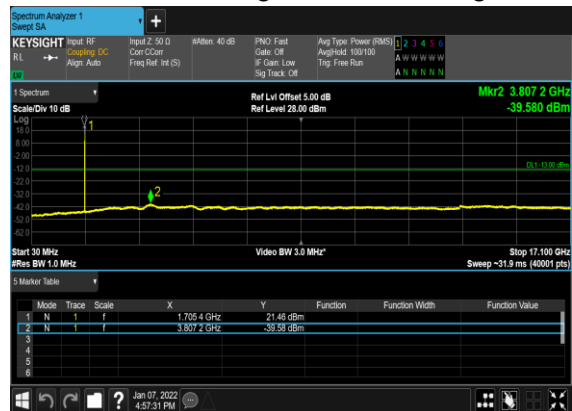 Spectrum Analyzer 1
Swept SA
+
KEYSIGHT
Input: RF
Input Z: 50 Ω
#Atten: 40 dB
PNO: Fast
Avg Type: Power (RMS)
1 2 3 4 5 6
RL
Coupling: DC
Corr CCorr
Gate: Off
Avg|Hold: 100/100
A W W W W W
Align: Auto
Freq Ref: Int (S)
IF Gain: Low
Trig: Free Run
Sig Track: Off
A N N N N N
1 Spectrum
Ref Lvl Offset 5.00 dB
Mkr2 3.807 2 GHz
Scale/Div 10 dB
Ref Level 28.00 dBm
-39.580 dBm
Log
1
18.0
8.00
-2.00
DL1 -13.00 dBm
-12.0
-22.0
-32.0
2
-42.0
-52.0
-62.0
Start 30 MHz
Video BW 3.0 MHz*
Stop 17.100 GHz
#Res BW 1.0 MHz
Sweep ~31.9 ms (40001 pts)
5 Marker Table
Mode Trace Scale X Y Function Function Width Function Value
1 N 1 f 1.705 4 GHz 21.46 dBm
2 N 1 f 3.807 2 GHz -39.58 dBm
3
4
5
6
?
Jan 07, 2022
4:57:31 PM